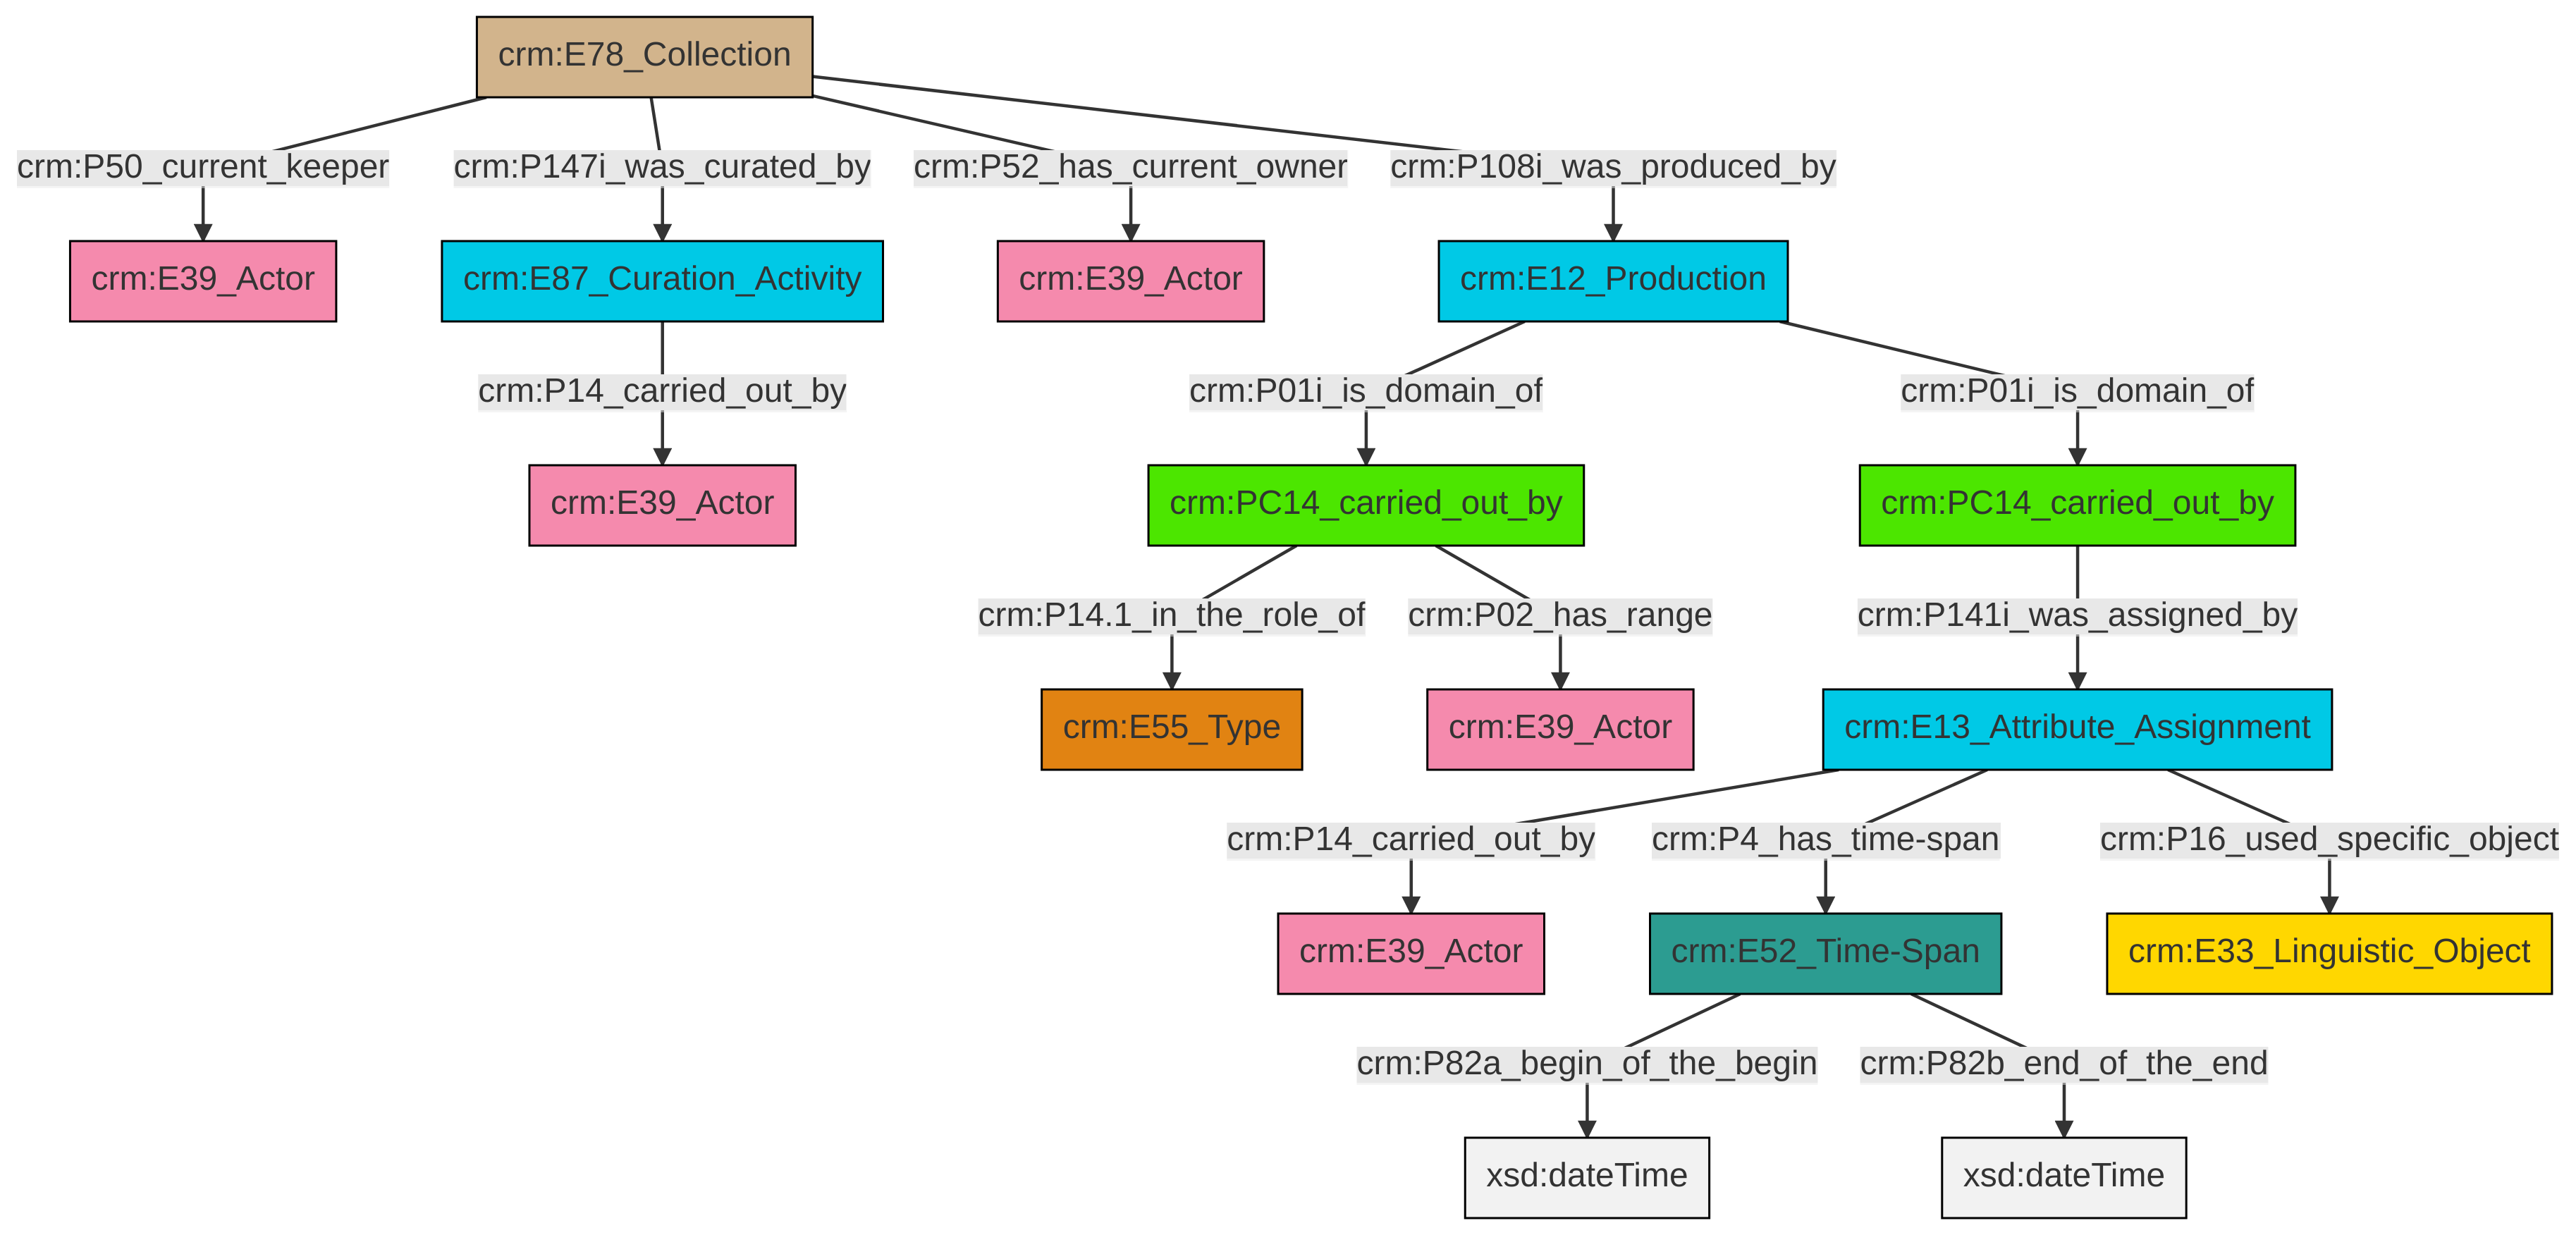 crm:E78_Collection
crm:P50_current_keeper
crm:P147i_was_curated_by
crm:P52_has_current_owner
crm:P108i_was_produced_by
crm:E39_Actor
crm:E87_Curation_Activity
crm:E39_Actor
crm:E12_Production
crm:P14_carried_out_by
crm:P01i_is_domain_of
crm:P01i_is_domain_of
crm:E39_Actor
crm:PC14_carried_out_by
crm:PC14_carried_out_by
crm:P14.1_in_the_role_of
crm:P02_has_range
crm:P141i_was_assigned_by
crm:E55_Type
crm:E39_Actor
crm:E13_Attribute_Assignment
crm:P14_carried_out_by
crm:P4_has_time-span
crm:P16_used_specific_object
crm:E39_Actor
crm:E52_Time-Span
crm:E33_Linguistic_Object
crm:P82a_begin_of_the_begin
crm:P82b_end_of_the_end
xsd:dateTime
xsd:dateTime